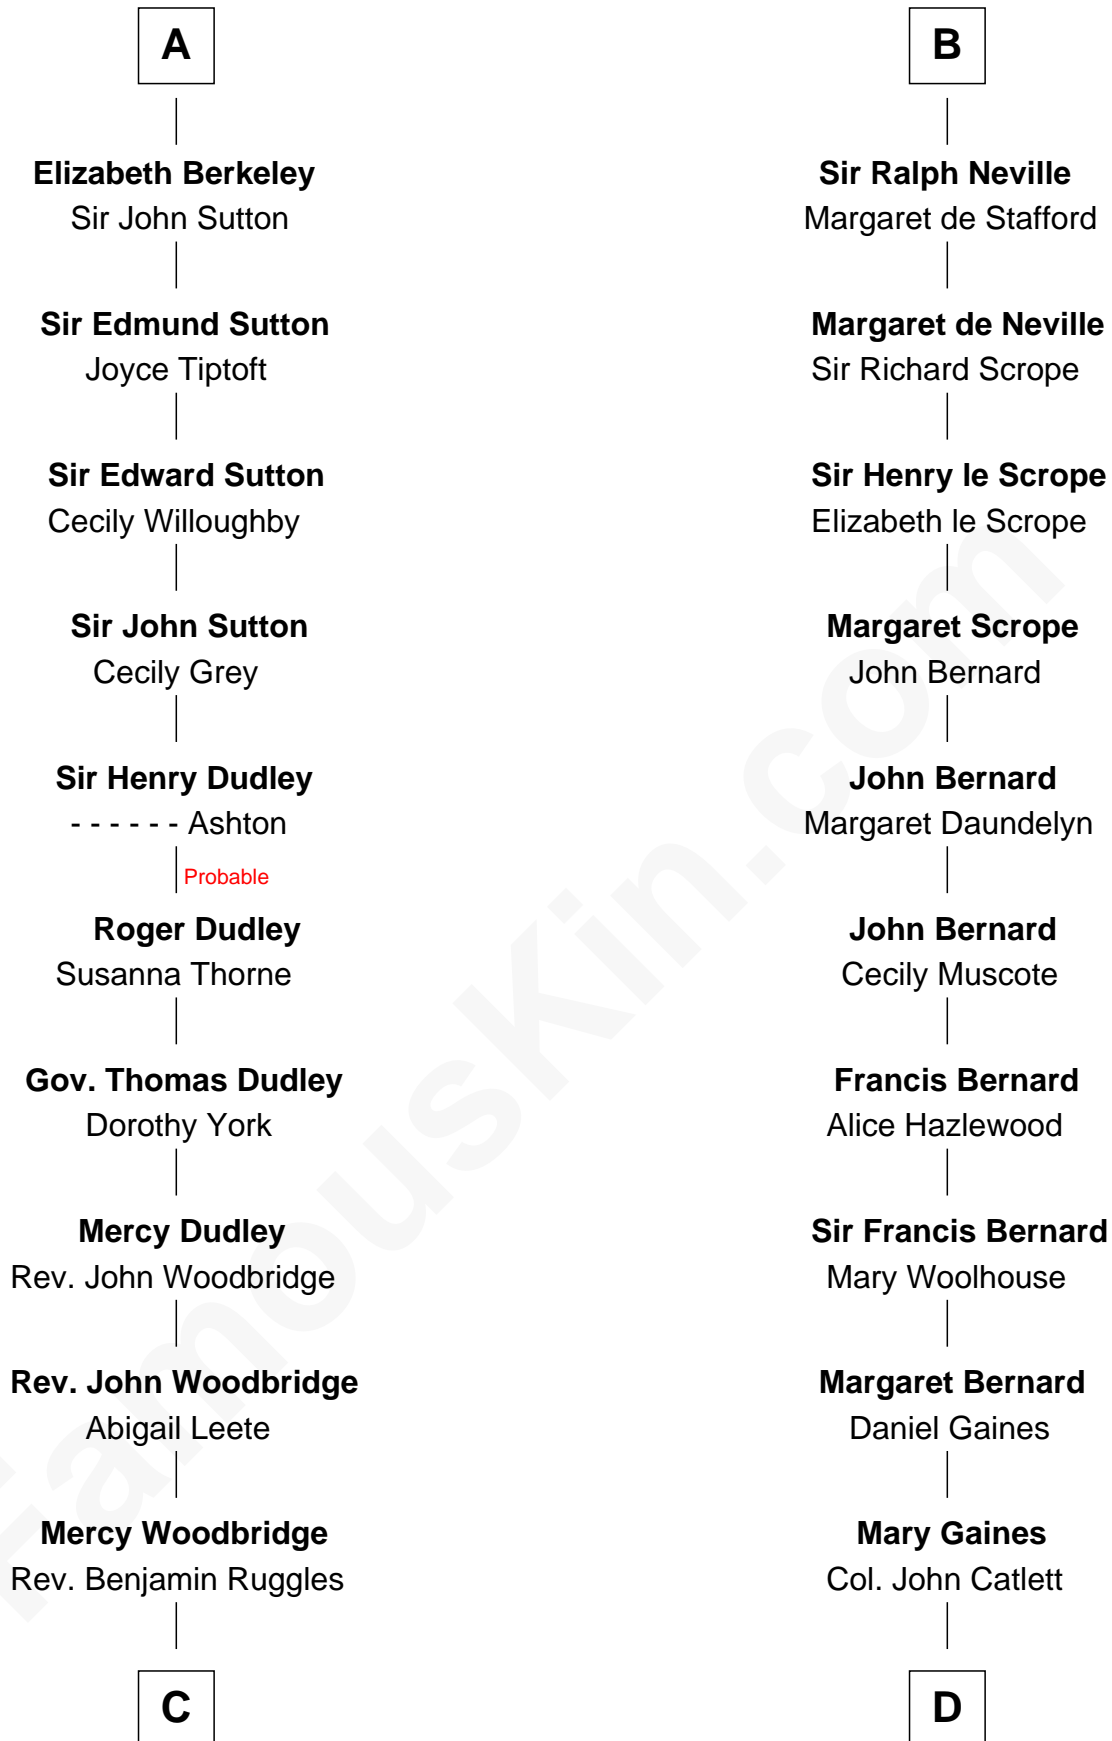 A
Elizabeth Berkeley
Sir John Sutton
Sir Edmund Sutton
Joyce Tiptoft
Sir Edward Sutton
Cecily Willoughby
Sir John Sutton
Cecily Grey
Sir Henry Dudley
- - - - - - Ashton
Probable
Roger Dudley
Susanna Thorne
Gov. Thomas Dudley
Dorothy York
Mercy Dudley
Rev. John Woodbridge
Rev. John Woodbridge
Abigail Leete
Mercy Woodbridge
Rev. Benjamin Ruggles
C
B
Sir Ralph Neville
Margaret de Stafford
Margaret de Neville
Sir Richard Scrope
Sir Henry le Scrope
Elizabeth le Scrope
Margaret Scrope
John Bernard
John Bernard
Margaret Daundelyn
John Bernard
Cecily Muscote
Francis Bernard
Alice Hazlewood
Sir Francis Bernard
Mary Woolhouse
Margaret Bernard
Daniel Gaines
Mary Gaines
Col. John Catlett
D
FamousKin.com